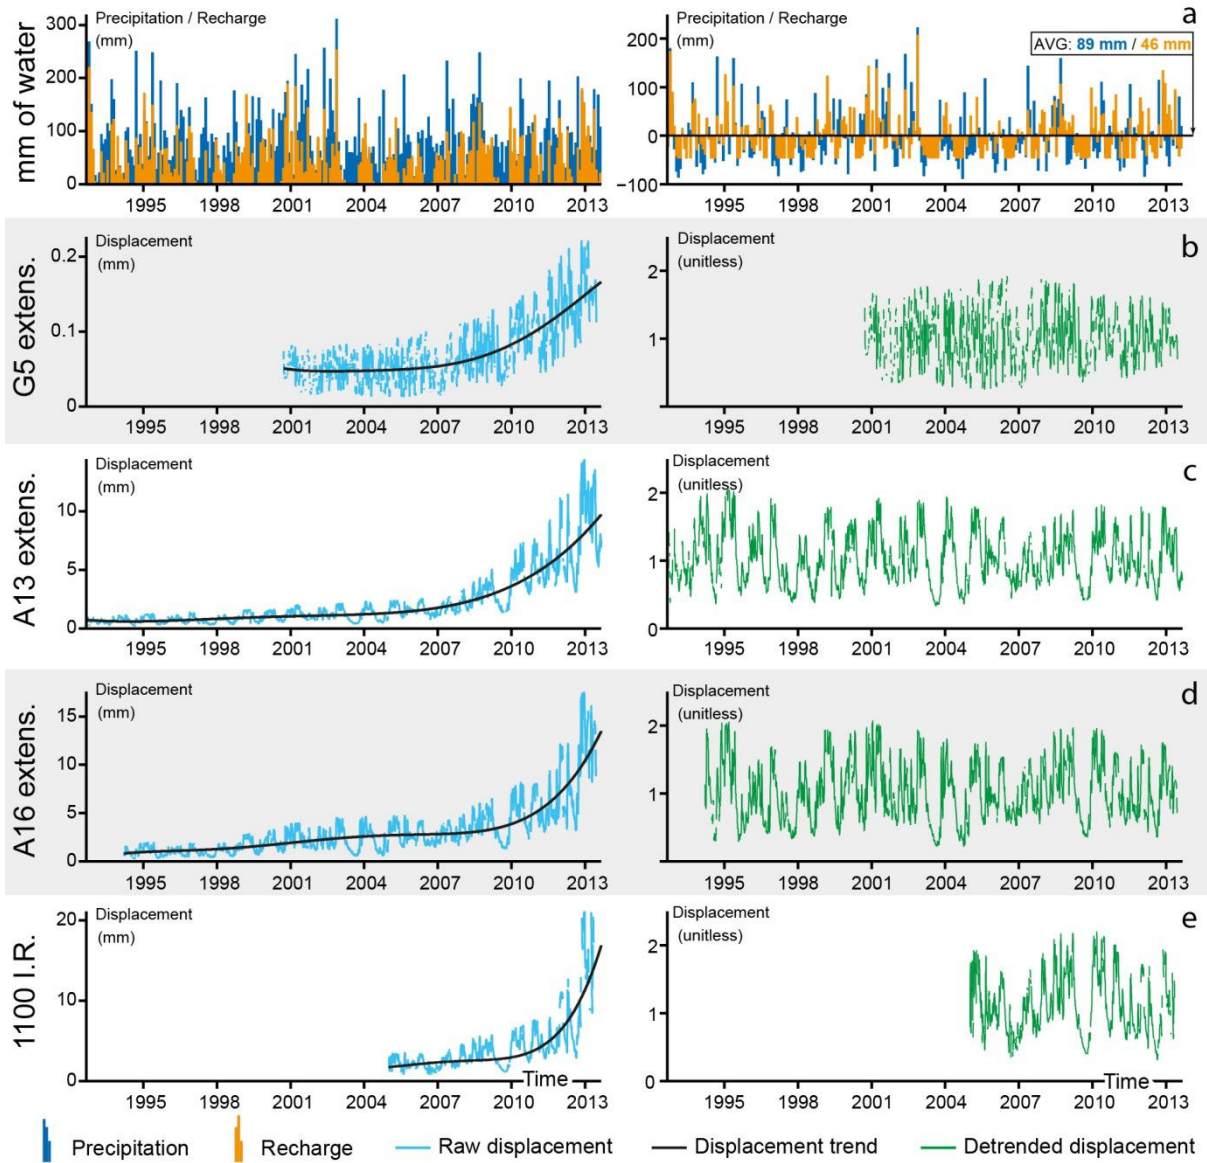 Precipitation / Recharge
(mm)
mm of water
300
200
100
0
1995 1998 2001 2004 2007 2010 2013
Precipitation / Recharge
(mm)
a
AVG: 89 mm / 46 mm
200
100
0
−100
1995 1998 2001 2004 2007 2010 2013
Displacement
(mm)
G5 extens.
0.2
0.1
0
1995 1998 2001 2004 2007 2010 2013
Displacement
(unitless)
b
2
1
1995 1998 2001 2004 2007 2010 2013
Displacement
(mm)
A13 extens.
10
5
0
1995 1998 2001 2004 2007 2010 2013
Displacement
(unitless)
c
2
1
0
1995 1998 2001 2004 2007 2010 2013
Displacement
(mm)
A16 extens.
15
10
5
0
1995 1998 2001 2004 2007 2010 2013
Displacement
(unitless)
d
2
1
1995 1998 2001 2004 2007 2010 2013
Displacement
(mm)
1100 I.R.
20
10
0
Time
1995 1998 2001 2004 2007 2010 2013
Displacement
(unitless)
e
2
1
0
Time
1995 1998 2001 2004 2007 2010 2013
Precipitation Recharge Raw displacement Displacement trend Detrended displacement